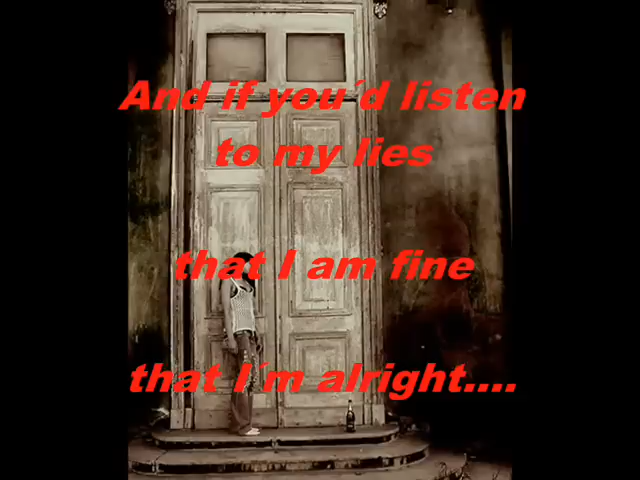 And if you´d listen
to my lies
that I am fine
that I´m alright....